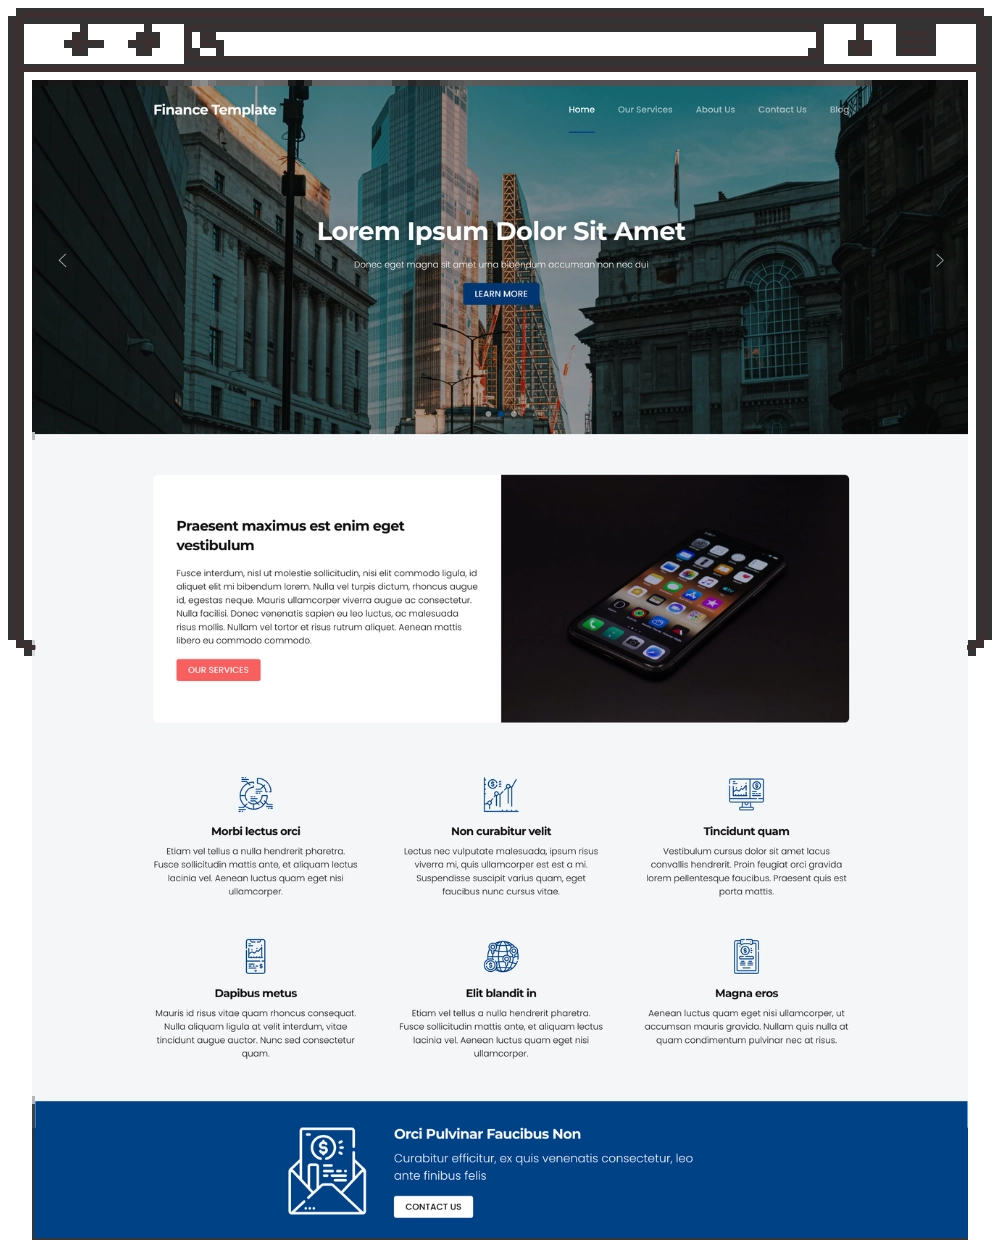 Finance Template
Home Our Services About Us Contact Us Blog
Lorem Ipsum Dolor Sit Amet
Donec eget magna sit amet urna bibendum accumsan non nec dui
LEARN MORE
Praesent maximus est enim eget
vestibulum
Fusce interdum, nisl ut molestie sollicitudin, nisi elit commodo ligula, id
aliquet elit mi bibendum lorem. Nulla vel turpis dictum, rhoncus augue
id, egestas neque. Mauris ullamcorper viverra augue ac consectetur.
Nulla facilisi. Donec venenatis sapien eu leo luctus, ac malesuada
risus mollis. Nullam vel tortor et risus rutrum aliquet. Aenean mattis
libero eu commodo commodo.
OUR SERVICES
Morbi lectus orci
Etiam vel tellus a nulla hendrerit pharetra.
Fusce sollicitudin mattis ante, et aliquam lectus
lacinia vel. Aenean luctus quam eget nisi
ullamcorper.
Non curabitur velit
Lectus nec vulputate malesuada, ipsum risus
viverra mi, quis ullamcorper est est a mi.
Suspendisse suscipit varius quam, eget
faucibus nunc cursus vitae.
Tincidunt quam
Vestibulum cursus dolor sit amet lacus
convallis hendrerit. Proin feugiat orci gravida
lorem pellentesque faucibus. Praesent quis est
porta mattis.
Dapibus metus
Mauris id risus vitae quam rhoncus consequat.
Nulla aliquam ligula at velit interdum, vitae
tincidunt augue auctor. Nunc sed consectetur
quam.
Elit blandit in
Etiam vel tellus a nulla hendrerit pharetra.
Fusce sollicitudin mattis ante, et aliquam lectus
lacinia vel. Aenean luctus quam eget nisi
ullamcorper.
Magna eros
Aenean luctus quam eget nisi ullamcorper, ut
accumsan mauris gravida. Nullam quis nulla at
quam condimentum pulvinar nec at risus.
Orci Pulvinar Faucibus Non
Curabitur efficitur, ex quis venenatis consectetur, leo
ante finibus felis
CONTACT US